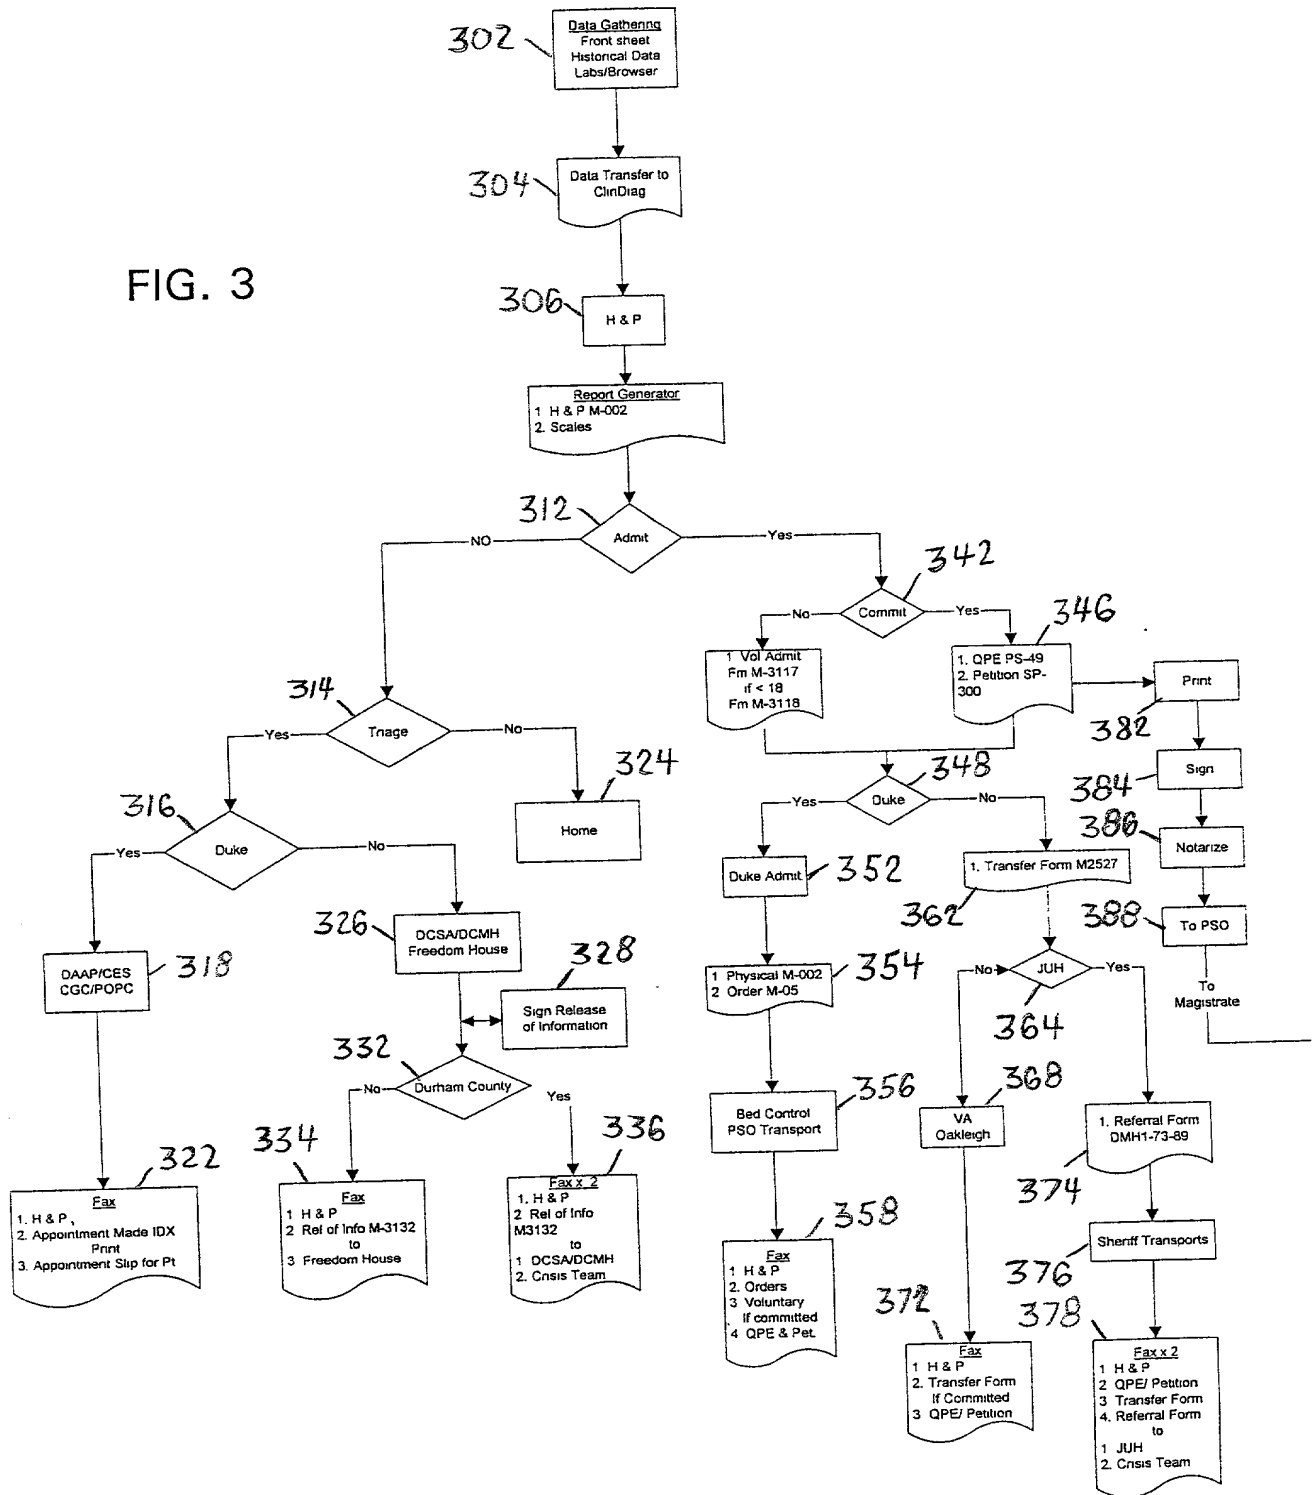 FIG. 3
302
Data Gathering
Front sheet
Historical Data
Labs/Browser
304
Data Transfer to
ClinDiag
306
H & P
Report Generator
1 H & P M-002
2. Scales
312
Admit
NO
Yes
342
Commit
No
Yes
346
1 Vol Admit
Fm M-3117
if < 18
Fm M-3118
1. QPE PS-49
2. Petition SP-
300
Print
382
Sign
384
386
Notarize
388
To PSO
To
Magistrate
314
Triage
Yes
No
324
Home
316
Duke
Yes
No
348
Duke
Yes
No
Duke Admit
352
1. Transfer Form M2527
362
326
DCSA/DCMH
Freedom House
328
Sign Release
of Information
DAAP/CES
CGC/POPC
318
1 Physical M-002
2 Order M-05
354
No
JUH
Yes
364
332
Durham County
No
Yes
Bed Control
PSO Transport
356
368
VA
Oakleigh
1. Referral Form
DMH1-73-89
374
322
Fax
1. H & P,
2. Appointment Made IDX
Print
3. Appointment Slip for Pt
334
Fax
1 H & P
2 Rel of Info M-3132
to
3 Freedom House
336
Fax x 2
1. H & P
2 Rel of Info
M3132
to
1 DCSA/DCMH
2. Crisis Team
358
Fax
1 H & P
2. Orders
3 Voluntary
If committed
4 QPE & Pet.
Sheriff Transports
376
372
Fax
1 H & P
2. Transfer Form
If Committed
3 QPE/ Petition
378
Fax x 2
1 H & P
2 QPE/ Petition
3 Transfer Form
4. Referral Form
to
1 JUH
2. Crisis Team